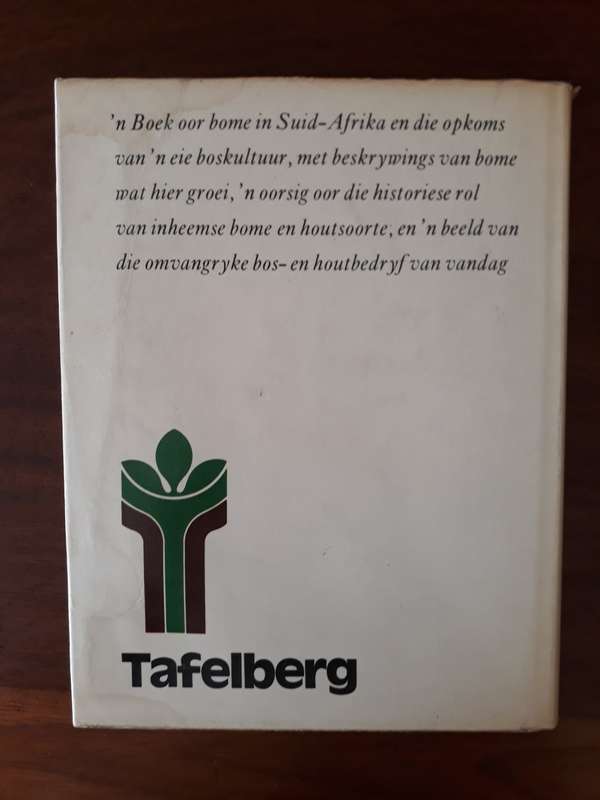 'n Boek oor bome in Suid-Afrika en die opkoms
van 'n eie boskultuur, met beskrywings van bome
wat hier groei, 'n oorsig oor die historiese rol
van inheemse bome en houtsoorte, en 'n beeld van
die omvangryke bos- en houtbedryf van vandag
Tafelberg